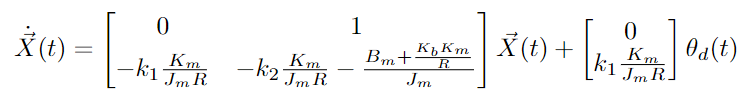 $\dot{\vec{X}}(t) = \begin{bmatrix} 0 & 1 \\ -k_1 \frac{K_m}{J_m R} & -k_2 \frac{K_m}{J_m R} - \frac{B_m + \frac{K_b K_m}{R}}{J_m} \end{bmatrix} \vec{X}(t) + \begin{bmatrix} 0 \\ k_1 \frac{K_m}{J_m R} \end{bmatrix} \theta_d(t)$